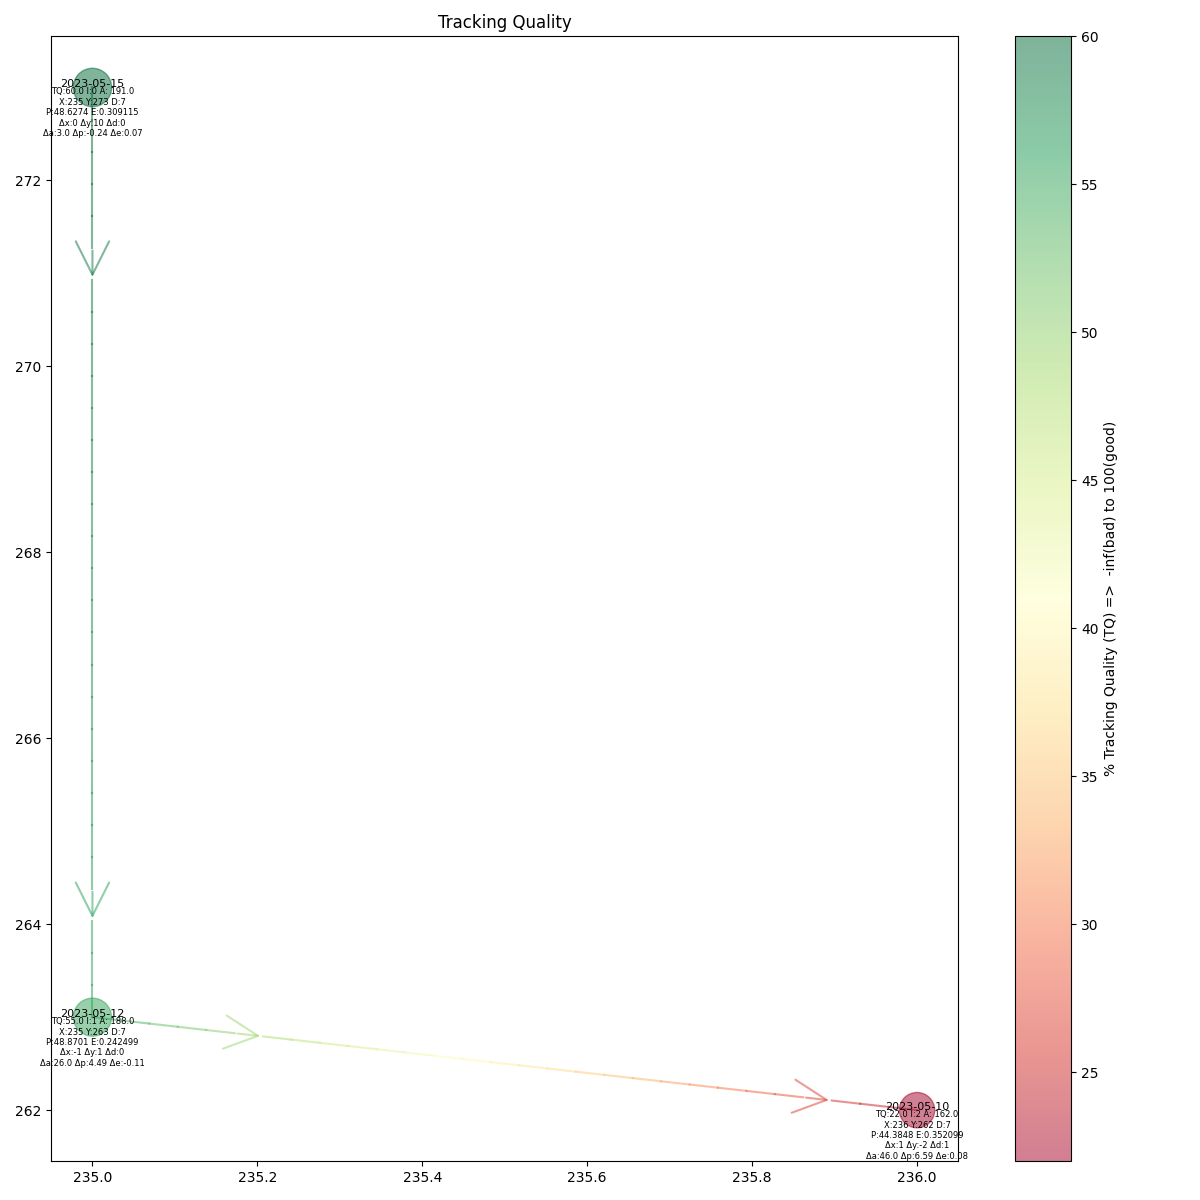 Tracking Quality
2023-05-15
TQ:60.0 I:0 A: 191.0
X:235 Y:273 D:7
P:48.6274 E:0.309115
Δx:0 Δy:10 Δd:0
Δa:3.0 Δp:-0.24 Δe:0.07
272
270
268
266
264
262
2023-05-12
TQ:55.0 I:1 A: 188.0
X:235 Y:263 D:7
P:48.8701 E:0.242499
Δx:-1 Δy:1 Δd:0
Δa:26.0 Δp:4.49 Δe:-0.11
2023-05-10
TQ:22.0 I:2 A: 162.0
X:236 Y:262 D:7
P:44.3848 E:0.352099
Δx:1 Δy:-2 Δd:1
Δa:46.0 Δp:6.59 Δe:0.08
235.0
235.2
235.4
235.6
235.8
236.0
60
55
50
45
40
35
30
25
% Tracking Quality (TQ) => -inf(bad) to 100(good)